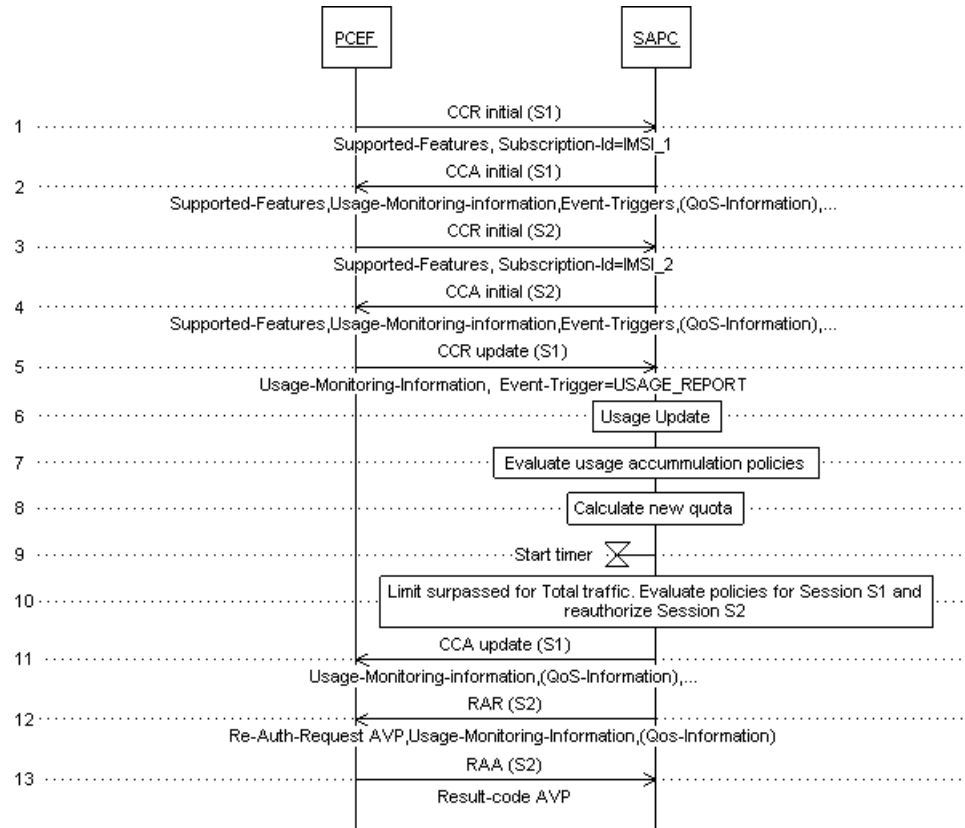 PCEF SAPC
CCR initial (S1)
1
Supported-Features, Subscription-Id=IMSI_1
CCA initial (S1)
2
Supported-Features,Usage-Monitoring-information,Event-Triggers,(QoS-Information),...
CCR initial (S2)
3
Supported-Features, Subscription-Id=IMSI_2
CCA initial (S2)
4
Supported-Features,Usage-Monitoring-information,Event-Triggers,(QoS-Information),...
CCR update (S1)
5
Usage-Monitoring-Information, Event-Trigger=USAGE_REPORT
6 Usage Update
7 Evaluate usage accummulation policies
8 Calculate new quota
9 Start timer
Limit surpassed for Total traffic. Evaluate policies for Session S1 and
10
reauthorize Session S2
CCA update (S1)
11
Usage-Monitoring-information,(QoS-Information),...
RAR (S2)
12
Re-Auth-Request AVP,Usage-Monitoring-Information,(Qos-Information)
RAA (S2)
13
Result-code AVP